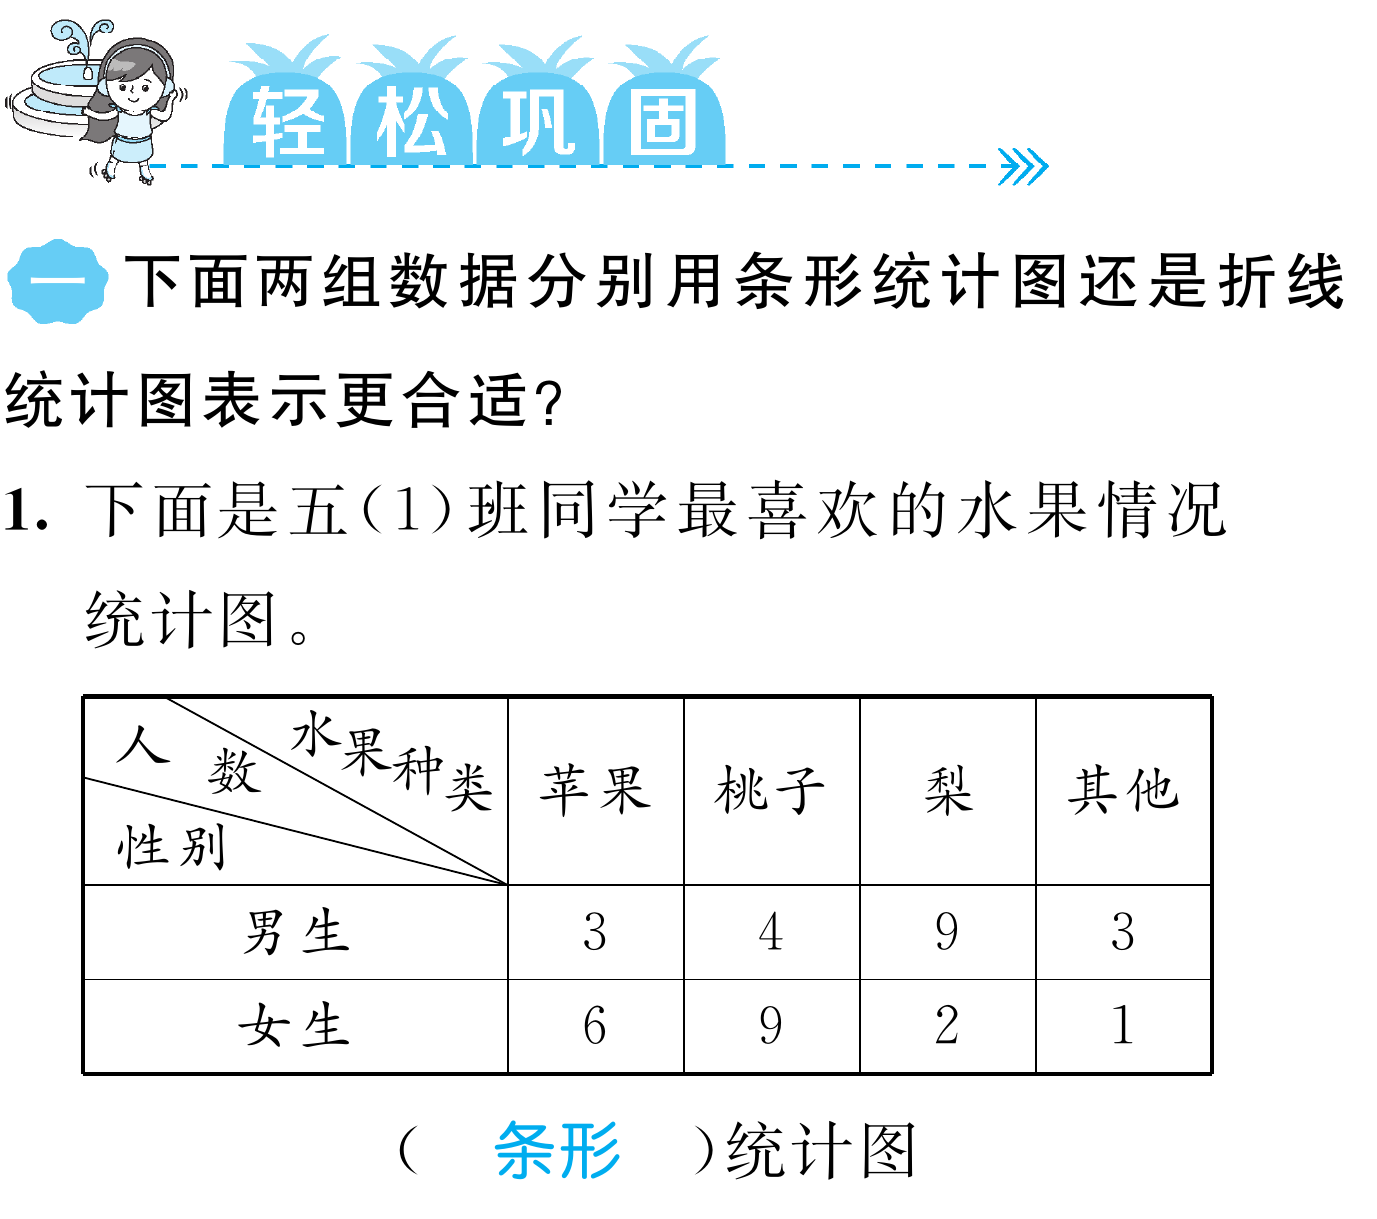 轻松巩固
一 下面两组数据分别用条形统计图还是折线
统计图表示更合适?
1. 下面是五(1)班同学最喜欢的水果情况
统计图。
人数 水果种类 性别 苹果 桃子 梨 其他
男生 3 4 9 3
女生 6 9 2 1
( 条形 )统计图